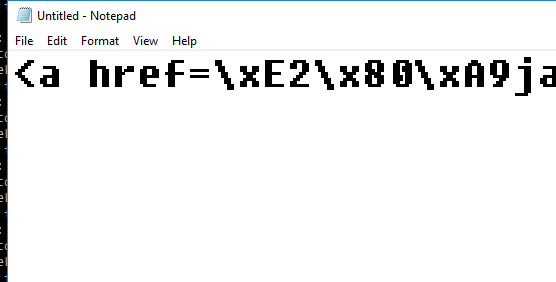 Untitled - Notepad
File Edit Format View Help
<a href=\xE2\x80\xA9ja